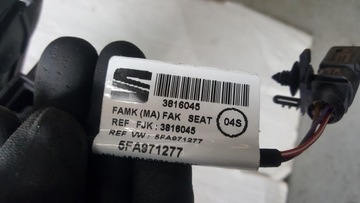 3816045
FAMK (MA) FAK SEAT
04S
REF FJK : 3816045
REF VW : 5FA971277
5FA971277